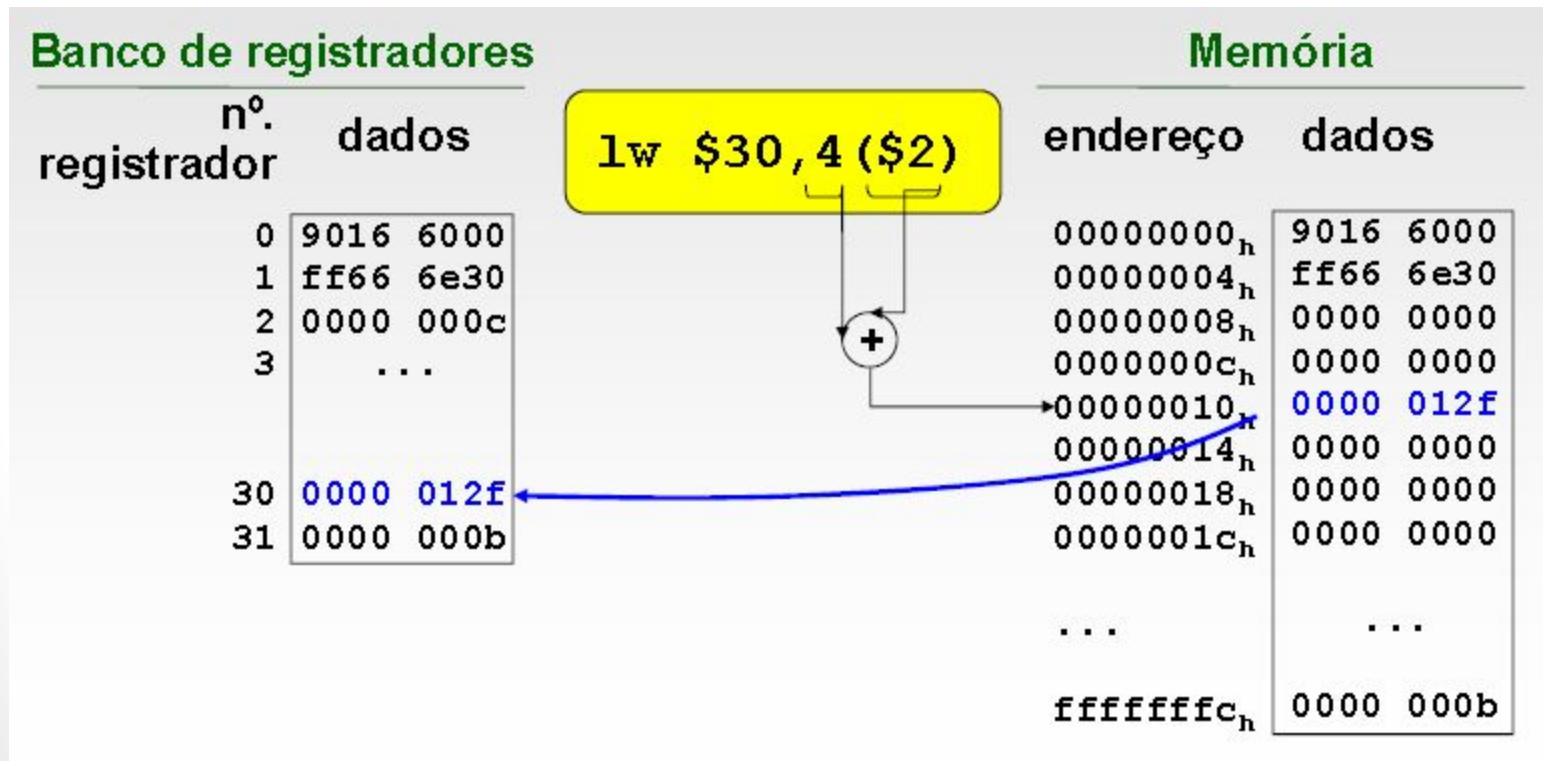 Banco de registradores
nº. registrador
dados
0 9016 6000
1 ff66 6e30
2 0000 000c
3 ...
30 0000 012f
31 0000 000b
lw $30,4($2)
+
Memória
endereço dados
00000000h 9016 6000
00000004h ff66 6e30
00000008h 0000 0000
0000000ch 0000 0000
00000010h 0000 012f
00000014h 0000 0000
00000018h 0000 0000
0000001ch 0000 0000
... ...
fffffffch 0000 000b